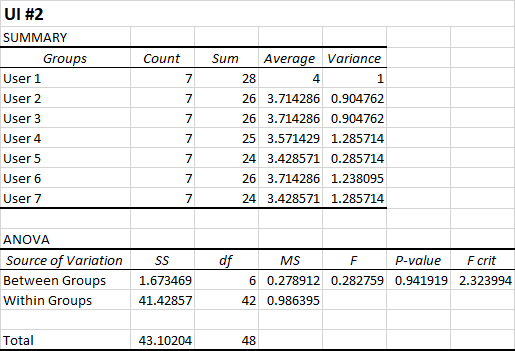 UI #2
SUMMARY
Groups Count Sum Average Variance
User 1 7 28 4 1
User 2 7 26 3.714286 0.904762
User 3 7 26 3.714286 0.904762
User 4 7 25 3.571429 1.285714
User 5 7 24 3.428571 0.285714
User 6 7 26 3.714286 1.238095
User 7 7 24 3.428571 1.285714
ANOVA
Source of Variation SS df MS F P-value F crit
Between Groups 1.673469 6 0.278912 0.282759 0.941919 2.323994
Within Groups 41.42857 42 0.986395
Total 43.10204 48